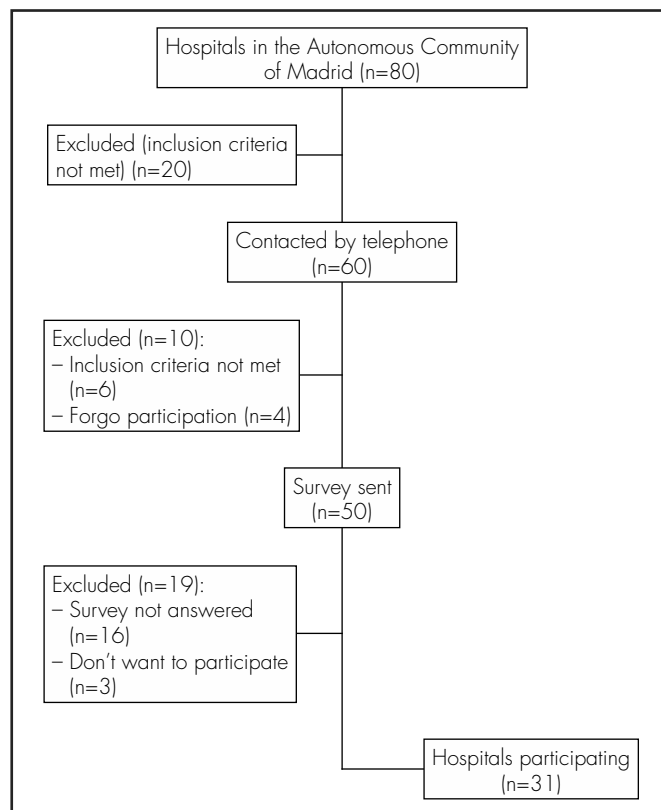 Hospitals in the Autonomous Community
of Madrid (n=80)
Excluded (inclusion criteria
not met) (n=20)
Contacted by telephone
(n=60)
Excluded (n=10):
– Inclusion criteria not met
(n=6)
– Forgo participation (n=4)
Survey sent
(n=50)
Excluded (n=19):
– Survey not answered
(n=16)
– Don't want to participate
(n=3)
Hospitals participating
(n=31)